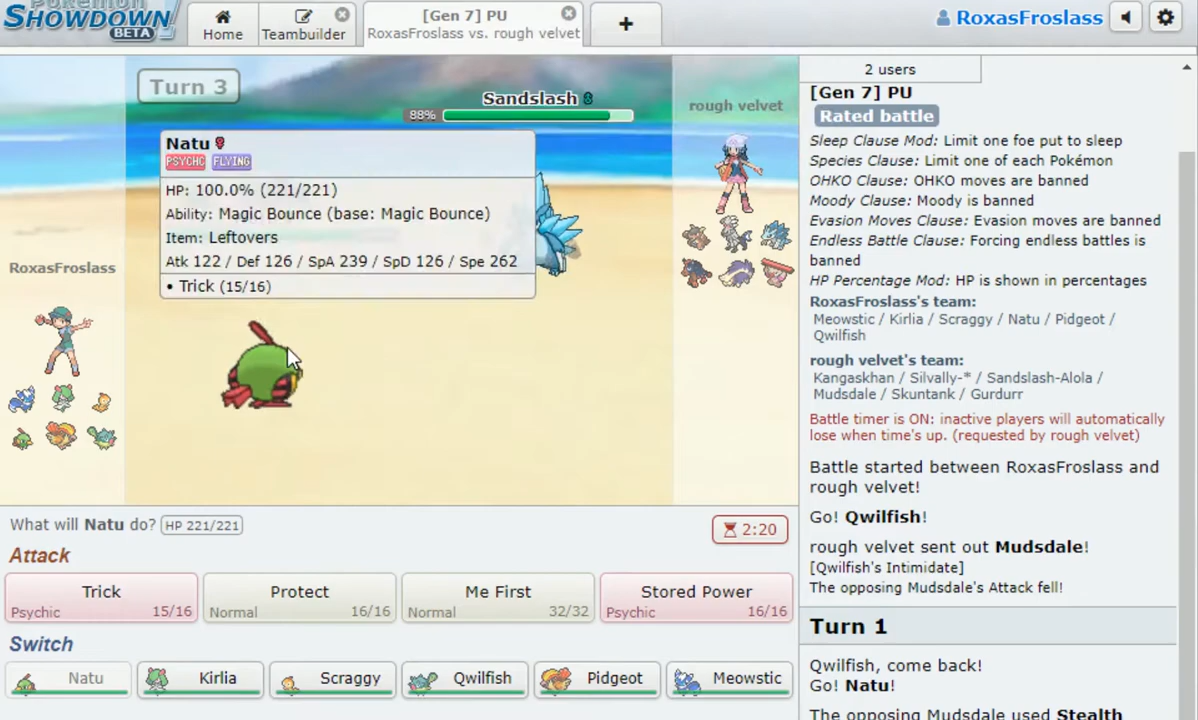 Pokémon
SHOWDOWN
BETA
Home
Teambuilder
[Gen 7] PU
RoxasFroslass vs. rough velvet
+
RoxasFroslass
Turn 3
Sandslash
88%
rough velvet
Natu
PSYCHC FLYING
HP: 100.0% (221/221)
Ability: Magic Bounce (base: Magic Bounce)
Item: Leftovers
Atk 122 / Def 126 / SpA 239 / SpD 126 / Spe 262
• Trick (15/16)
RoxasFroslass
What will Natu do? HP 221/221
2:20
Attack
Trick
Psychic 15/16
Protect
Normal 16/16
Me First
Normal 32/32
Stored Power
Psychic 16/16
Switch
Natu
Kirlia
Scraggy
Qwilfish
Pidgeot
Meowstic
2 users
[Gen 7] PU
Rated battle
Sleep Clause Mod: Limit one foe put to sleep
Species Clause: Limit one of each Pokémon
OHKO Clause: OHKO moves are banned
Moody Clause: Moody is banned
Evasion Moves Clause: Evasion moves are banned
Endless Battle Clause: Forcing endless battles is
banned
HP Percentage Mod: HP is shown in percentages
RoxasFroslass's team:
Meowstic / Kirlia / Scraggy / Natu / Pidgeot /
Qwilfish
rough velvet's team:
Kangaskhan / Silvally-* / Sandslash-Alola /
Mudsdale / Skuntank / Gurdurr
Battle timer is ON: inactive players will automatically
lose when time's up. (requested by rough velvet)
Battle started between RoxasFroslass and
rough velvet!
Go! Qwilfish!
rough velvet sent out Mudsdale!
[Qwilfish's Intimidate]
The opposing Mudsdale's Attack fell!
Turn 1
Qwilfish, come back!
Go! Natu!
The opposing Mudsdale used Stealth